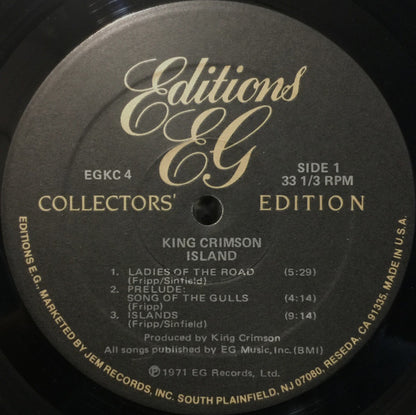 Editions
EG
EGKC 4
SIDE 1
33 1/3 RPM
COLLECTORS' EDITION
KING CRIMSON
ISLAND
1. LADIES OF THE ROAD (5:29)
(Fripp/Sinfield)
2. PRELUDE:
SONG OF THE GULLS (4:14)
(Fripp)
3. ISLANDS (9:14)
(Fripp/Sinfield)
Produced by King Crimson
All songs published by EG Music, Inc. (BMI)
Ⓟ 1971 EG Records, Ltd.
EDITIONS E.G. MARKETED BY JEM RECORDS, INC. SOUTH PLAINFIELD, NJ 07080, RESEDA, CA 91335. MADE IN U.S.A.